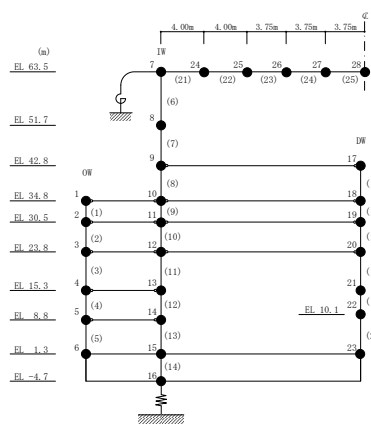 4.00m 4.00m 3.75m 3.75m 3.75m ℄
(m) IW
EL 63.5 7 24 25 26 27 28
(21) (22) (23) (24) (25)
(6)
EL 51.7 8
(7) DW
EL 42.8 9 17
OW (8)
EL 34.8 1 10 18
(1) (9)
EL 30.5 2 11 19
(2) (10)
EL 23.8 3 12 20
(3) (11)
EL 15.3 4 13 21
(4) (12) EL 10.1 22
EL 8.8 5 14
(5) (13)
EL 1.3 6 15 23
(14)
EL -4.7 16